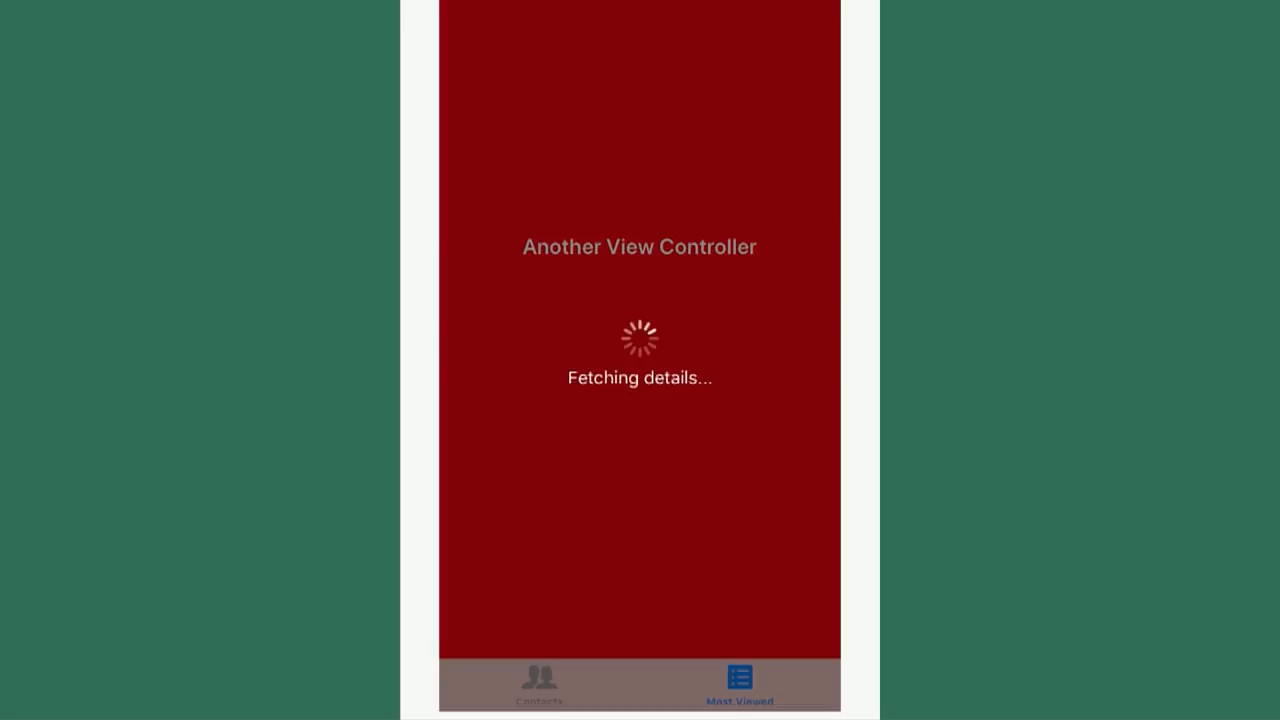 Another View Controller
Fetching details...
Contacts
Most Viewed